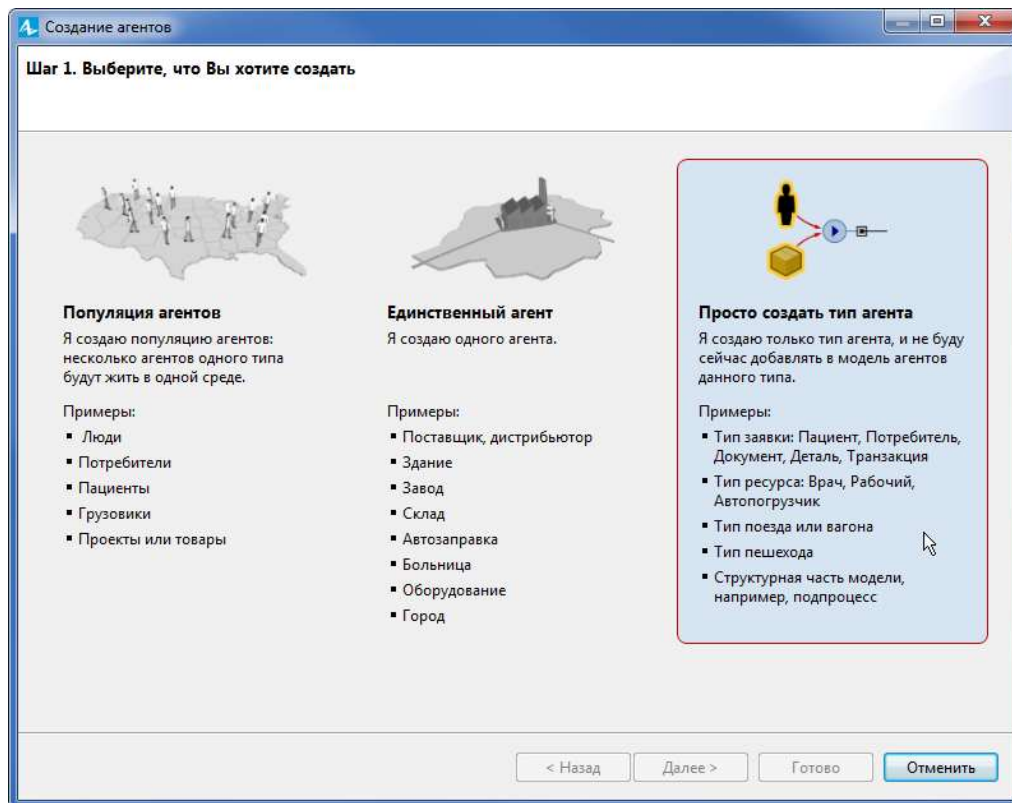 Создание агентов
Шаг 1. Выберите, что Вы хотите создать
Популяция агентов
Я создаю популяцию агентов:
несколько агентов одного типа
будут жить в одной среде.
Примеры:
▪ Люди
▪ Потребители
▪ Пациенты
▪ Грузовики
▪ Проекты или товары
Единственный агент
Я создаю одного агента.
Примеры:
▪ Поставщик, дистрибьютор
▪ Здание
▪ Завод
▪ Склад
▪ Автозаправка
▪ Больница
▪ Оборудование
▪ Город
Просто создать тип агента
Я создаю только тип агента, и не буду
сейчас добавлять в модель агентов
данного типа.
Примеры:
▪ Тип заявки: Пациент, Потребитель,
Документ, Деталь, Транзакция
▪ Тип ресурса: Врач, Рабочий,
Автопогрузчик
▪ Тип поезда или вагона
▪ Тип пешехода
▪ Структурная часть модели,
например, подпроцесс
< Назад
Далее >
Готово
Отменить